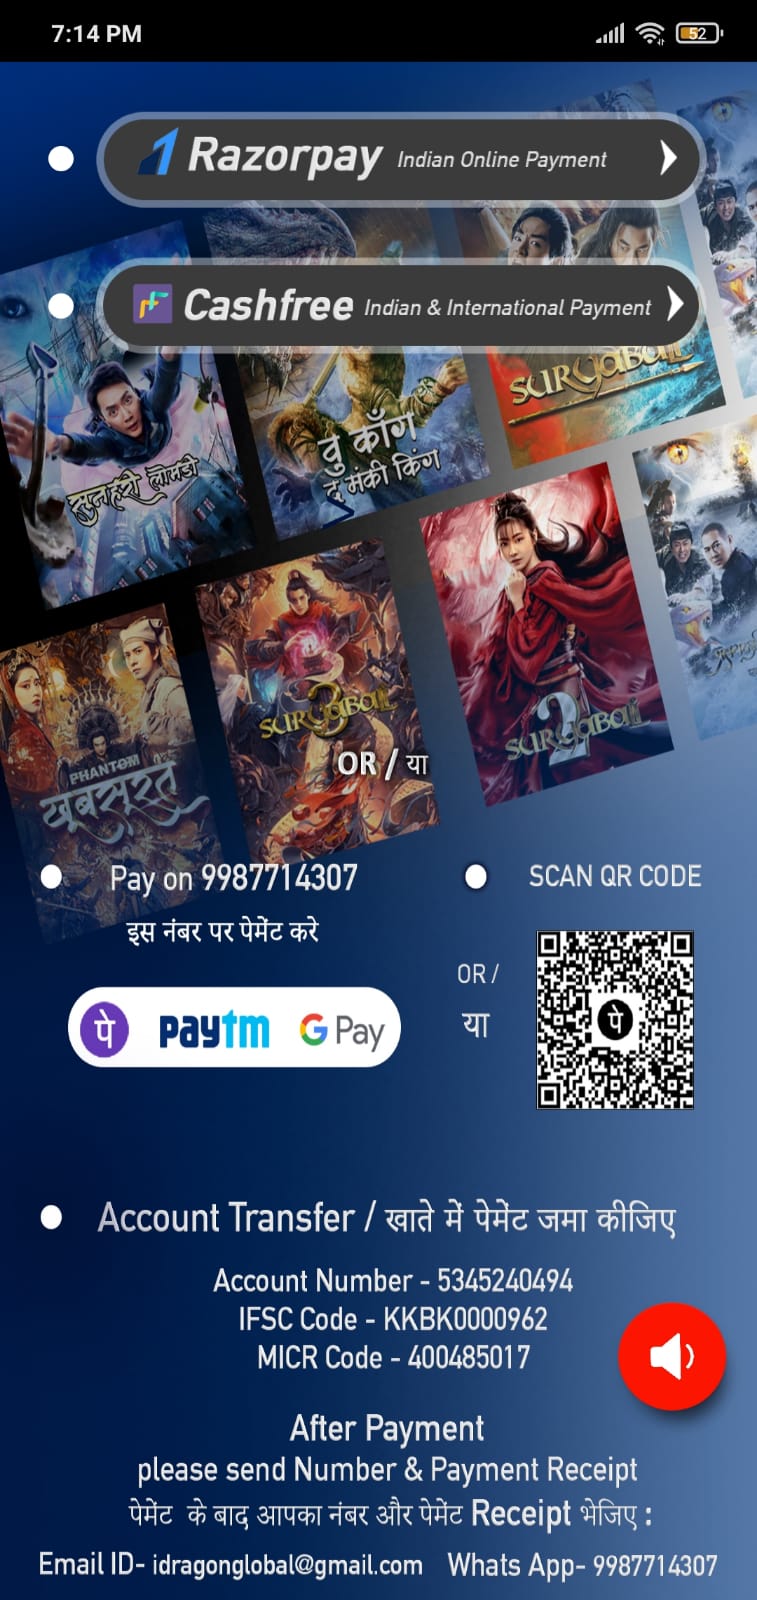 7:14 PM
52
Razorpay Indian Online Payment
Cashfree Indian & International Payment
SURYABALI
वु काँग
द मंकी किंग
सुनहरी लोमडी
3
SURYABALI
2
SURYABALI
PHANTOM
खूबसूरत
OR / या
Pay on 9987714307
इस नंबर पर पेमेंट करे
SCAN QR CODE
OR /
या
पे paytm G Pay
पे
Account Transfer / खाते में पेमेंट जमा कीजिए
Account Number - 5345240494
IFSC Code - KKBK0000962
MICR Code - 400485017
After Payment
please send Number & Payment Receipt
पेमेंट के बाद आपका नंबर और पेमेंट Receipt भेजिए :
Email ID- idragonglobal@gmail.com Whats App- 9987714307